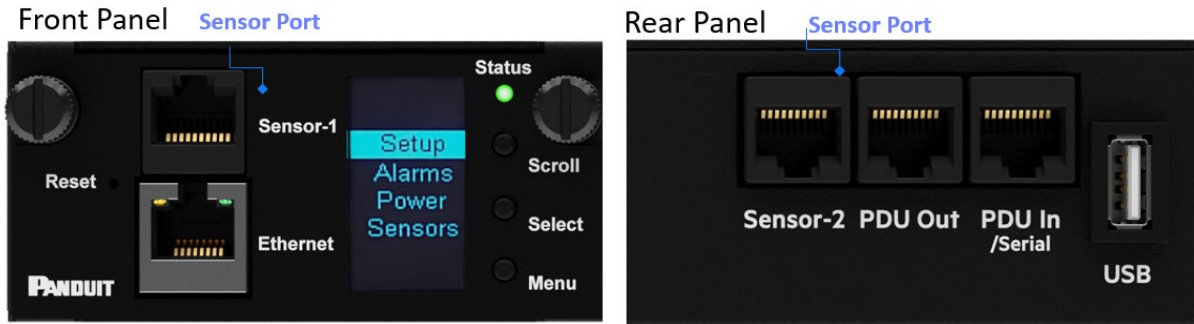 Front Panel
Sensor Port
Status
Sensor-1
Setup
Alarms
Power
Sensors
Scroll
Reset
Select
Ethernet
Menu
PANDUIT
Rear Panel
Sensor Port
Sensor-2
PDU Out
PDU In
/Serial
USB